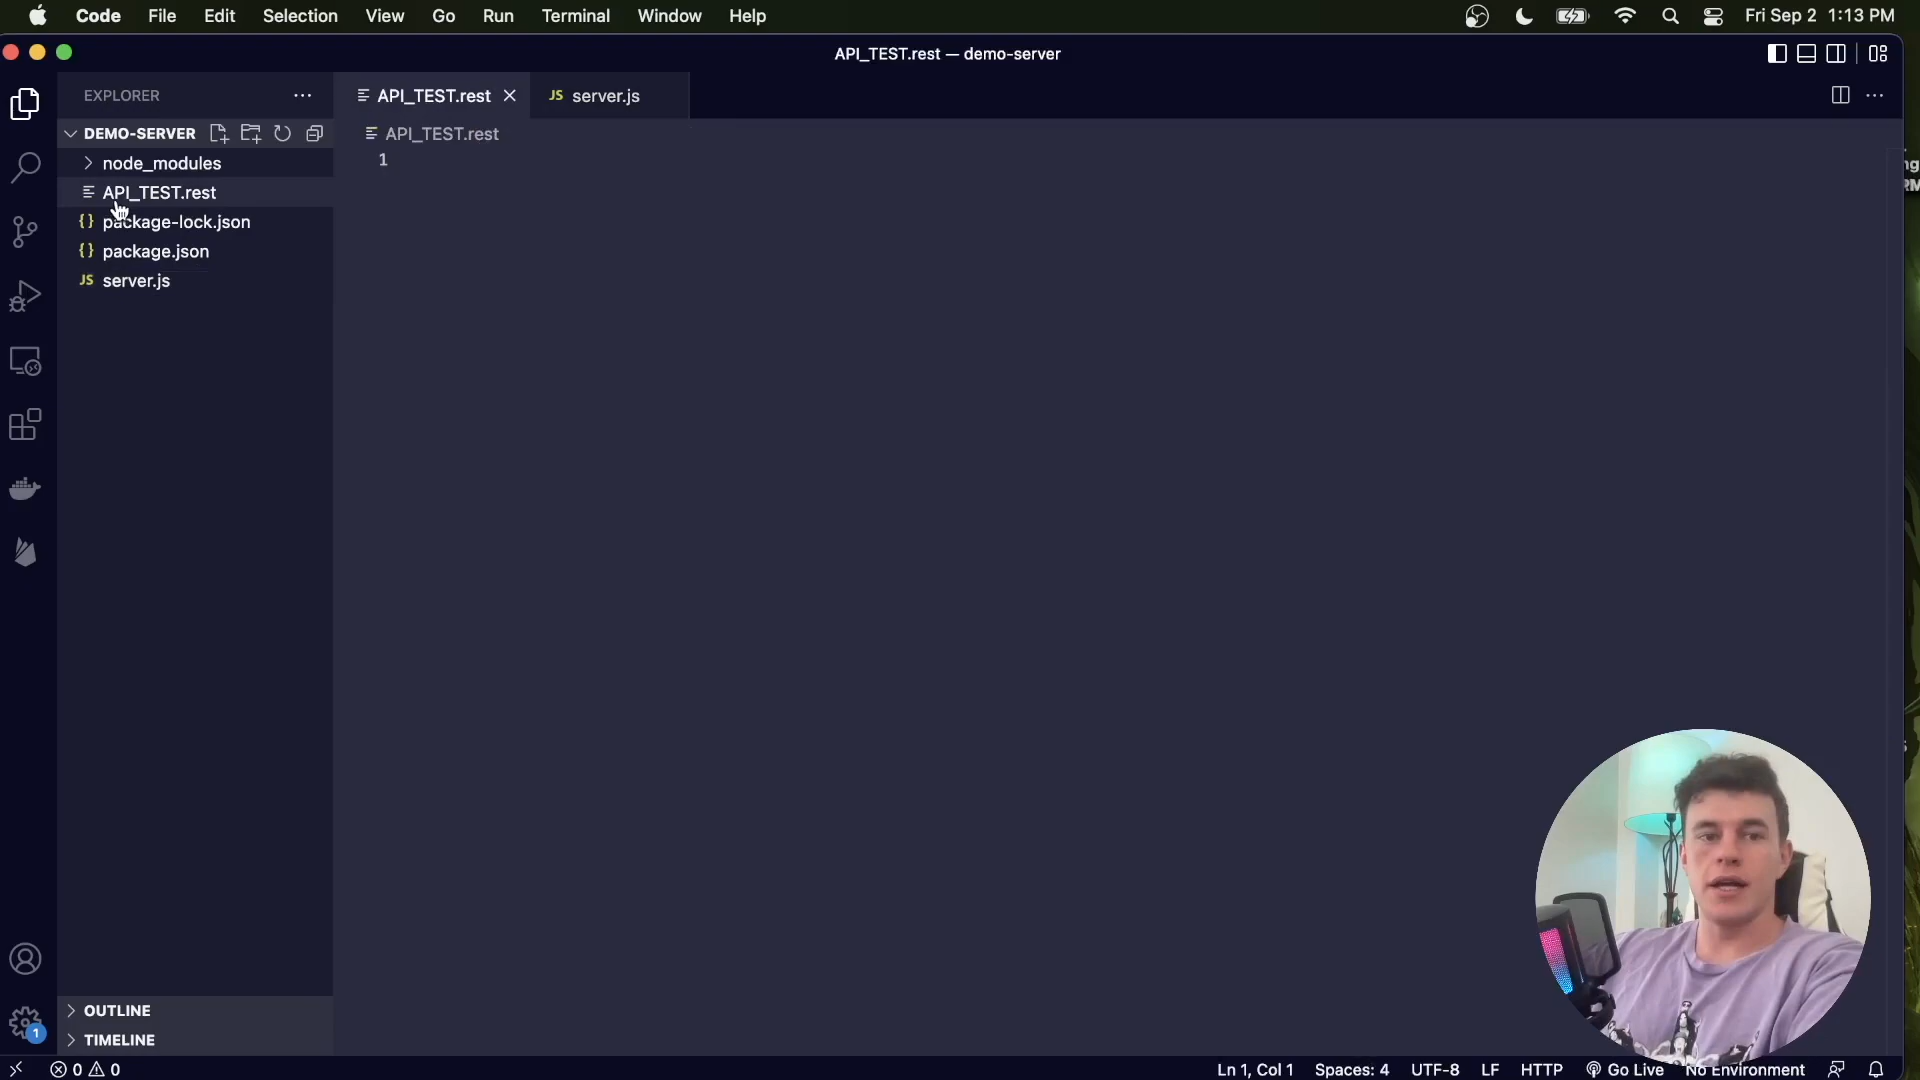 Code File Edit Selection View Go Run Terminal Window Help Fri Sep 2 1:13 PM
API_TEST.rest — demo-server
EXPLORER
API_TEST.rest
JS server.js
DEMO-SERVER
API_TEST.rest
1
node_modules
API_TEST.rest
{} package-lock.json
{} package.json
JS server.js
OUTLINE
1
TIMELINE
0 0 Ln 1, Col 1 Spaces: 4 UTF-8 LF HTTP Go Live No Environment